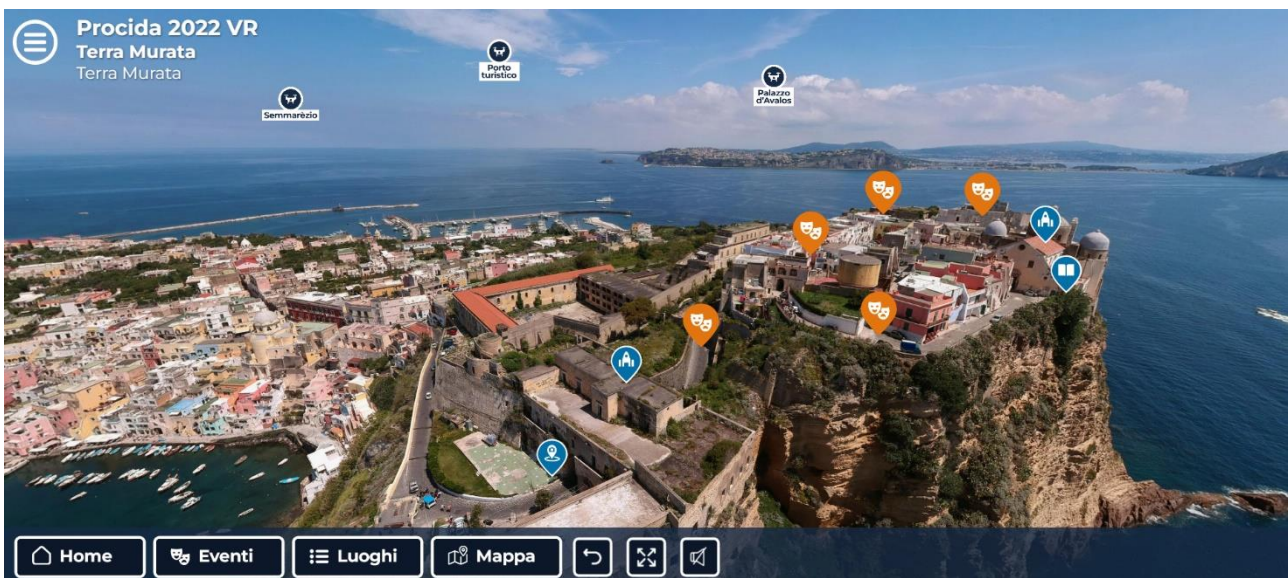 Procida 2022 VR
Terra Murata
Terra Murata
Porto
turistico
Palazzo
d'Avalos
Semmarèzio
Home
Eventi
Luoghi
Mappa